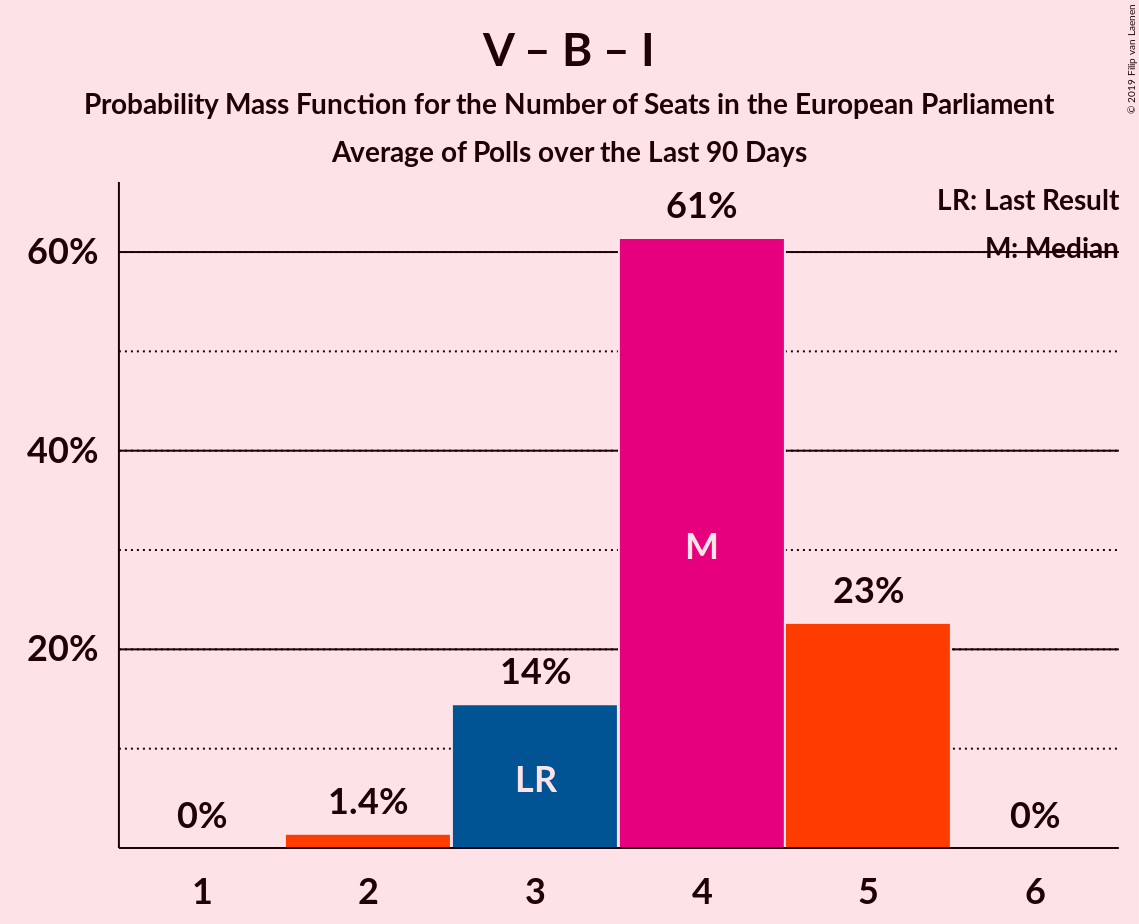 V – B – I
Probability Mass Function for the Number of Seats in the European Parliament
Average of Polls over the Last 90 Days
© 2019 Filip van Laenen
LR: Last Result
M: Median
60%
40%
20%
0%
1.4%
14%
61%
23%
0%
LR
M
1 2 3 4 5 6